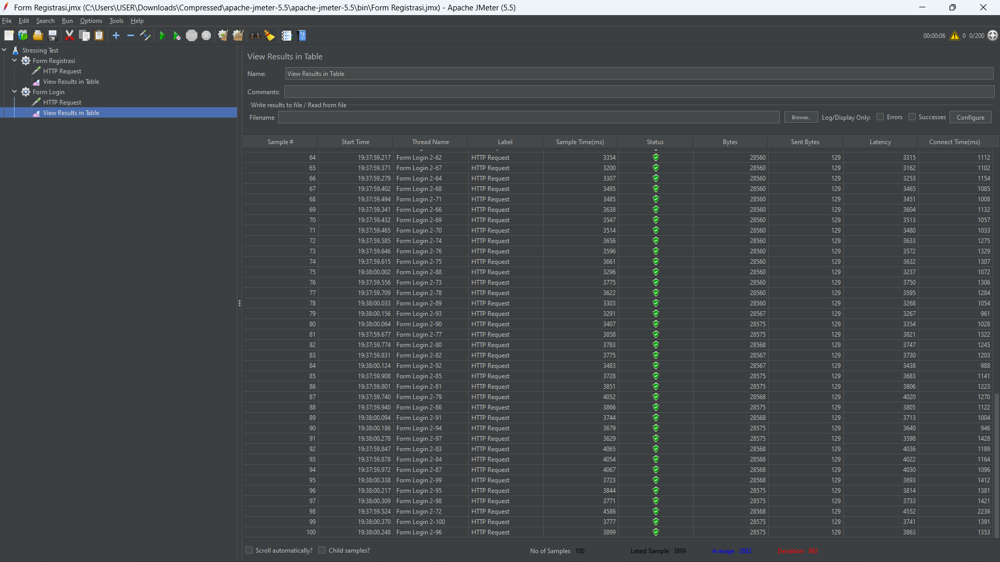 Form Registrasi.jmx (C:\Users\USER\Downloads\Compressed\apache-jmeter-5.5\apache-jmeter-5.5\bin\Form Registrasi.jmx) - Apache JMeter (5.5)
File Edit Search Run Options Tools Help
00:00:06 0 0/200
Stressing Test
Form Registrasi
HTTP Request
View Results in Table
Form Login
HTTP Request
View Results in Table
View Results in Table
Name: View Results in Table
Comments:
Write results to file / Read from file
Filename Browse... Log/Display Only: Errors Successes Configure
Sample # Start Time Thread Name Label Sample Time(ms) Status Bytes Sent Bytes Latency Connect Time(ms)
64 19:37:59.217 Form Login 2-62 HTTP Request 3354 28560 129 3315 1112
65 19:37:59.371 Form Login 2-67 HTTP Request 3200 28560 129 3162 1102
66 19:37:59.279 Form Login 2-64 HTTP Request 3307 28560 129 3253 1154
67 19:37:59.402 Form Login 2-68 HTTP Request 3495 28560 129 3465 1085
68 19:37:59.494 Form Login 2-71 HTTP Request 3485 28560 129 3451 1008
69 19:37:59.341 Form Login 2-66 HTTP Request 3638 28560 129 3604 1132
70 19:37:59.432 Form Login 2-69 HTTP Request 3547 28560 129 3513 1057
71 19:37:59.465 Form Login 2-70 HTTP Request 3514 28560 129 3480 1033
72 19:37:59.585 Form Login 2-74 HTTP Request 3656 28560 129 3633 1275
73 19:37:59.646 Form Login 2-76 HTTP Request 3596 28560 129 3572 1329
74 19:37:59.615 Form Login 2-75 HTTP Request 3661 28560 129 3632 1307
75 19:38:00.002 Form Login 2-88 HTTP Request 3296 28560 129 3237 1072
76 19:37:59.556 Form Login 2-73 HTTP Request 3775 28560 129 3750 1306
77 19:37:59.709 Form Login 2-78 HTTP Request 3622 28560 129 3595 1284
78 19:38:00.033 Form Login 2-89 HTTP Request 3303 28560 129 3268 1054
79 19:38:00.156 Form Login 2-93 HTTP Request 3291 28567 129 3267 961
80 19:38:00.064 Form Login 2-90 HTTP Request 3407 28575 129 3354 1028
81 19:37:59.677 Form Login 2-77 HTTP Request 3858 28575 129 3821 1322
82 19:37:59.774 Form Login 2-80 HTTP Request 3783 28568 129 3747 1245
83 19:37:59.831 Form Login 2-82 HTTP Request 3775 28567 129 3730 1203
84 19:38:00.124 Form Login 2-92 HTTP Request 3483 28567 129 3438 988
85 19:37:59.908 Form Login 2-85 HTTP Request 3728 28575 129 3683 1141
86 19:37:59.801 Form Login 2-81 HTTP Request 3851 28575 129 3806 1223
87 19:37:59.740 Form Login 2-79 HTTP Request 4052 28568 129 4020 1270
88 19:37:59.940 Form Login 2-86 HTTP Request 3866 28575 129 3805 1122
89 19:38:00.094 Form Login 2-91 HTTP Request 3744 28568 129 3713 1004
90 19:38:00.186 Form Login 2-94 HTTP Request 3679 28575 129 3640 946
91 19:38:00.278 Form Login 2-97 HTTP Request 3629 28575 129 3598 1428
92 19:37:59.847 Form Login 2-83 HTTP Request 4065 28568 129 4036 1189
93 19:37:59.878 Form Login 2-84 HTTP Request 4054 28568 129 4022 1164
94 19:37:59.972 Form Login 2-87 HTTP Request 4067 28568 129 4030 1096
95 19:38:00.338 Form Login 2-99 HTTP Request 3723 28568 129 3693 1412
96 19:38:00.217 Form Login 2-95 HTTP Request 3844 28575 129 3814 1381
97 19:38:00.309 Form Login 2-98 HTTP Request 3771 28575 129 3733 1421
98 19:37:59.524 Form Login 2-72 HTTP Request 4586 28568 129 4552 2236
99 19:38:00.370 Form Login 2-100 HTTP Request 3777 28575 129 3741 1391
100 19:38:00.248 Form Login 2-96 HTTP Request 3899 28575 129 3863 1353
Scroll automatically? Child samples? No of Samples 100 Latest Sample 3899 Average 2882 Deviation 892